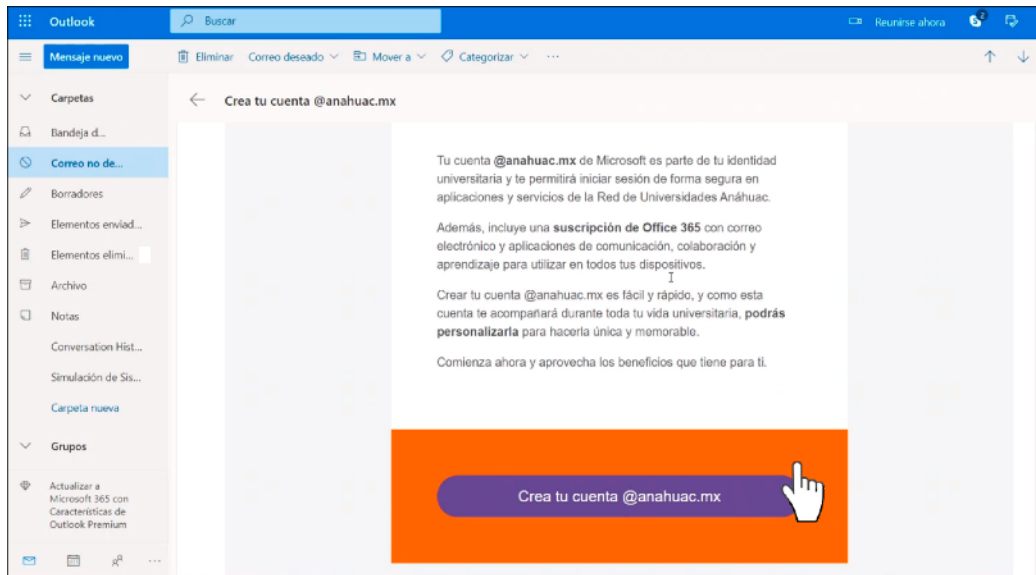 Outlook
Buscar
Reunirse ahora
2
Mensaje nuevo
Eliminar
Correo deseado
Mover a
Categorizar
...
Carpetas
Bandeja d...
Correo no de...
Borradores
Elementos enviad...
Elementos elimi...
Archivo
Notas
Conversation Hist...
Simulación de Sis...
Carpeta nueva
Grupos
Actualizar a
Microsoft 365 con
Características de
Outlook Premium
...
Crea tu cuenta @anahuac.mx
Tu cuenta @anahuac.mx de Microsoft es parte de tu identidad
universitaria y te permitirá iniciar sesión de forma segura en
aplicaciones y servicios de la Red de Universidades Anáhuac.
Además, incluye una suscripción de Office 365 con correo
electrónico y aplicaciones de comunicación, colaboración y
aprendizaje para utilizar en todos tus dispositivos.
Crear tu cuenta @anahuac.mx es fácil y rápido, y como esta
cuenta te acompañará durante toda tu vida universitaria, podrás
personalizarla para hacerla única y memorable.
Comienza ahora y aprovecha los beneficios que tiene para ti.
Crea tu cuenta @anahuac.mx